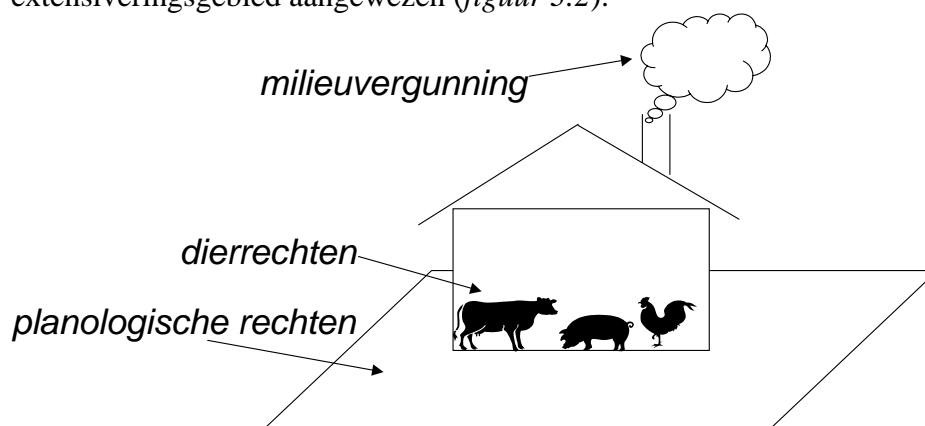 extensiveringsgebied aangewezen (figuur 3.2).
milieuvergunning
dierrechten
planologische rechten